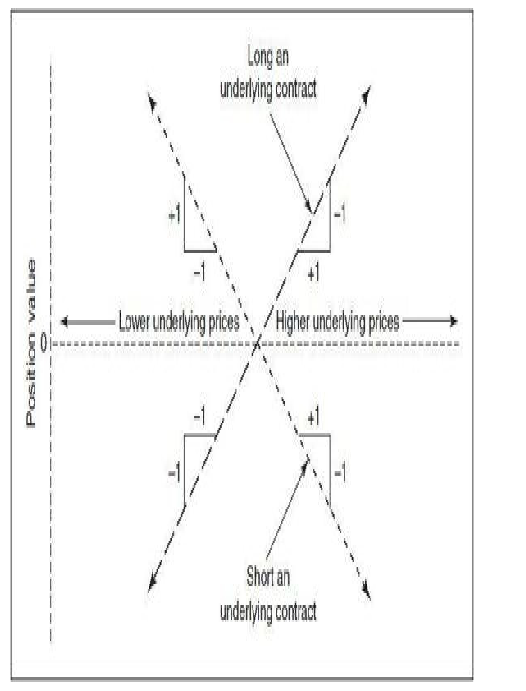 Long an
underlying contract
+1
-1
-1
+1
Lower underlying prices
Higher underlying prices
Position value
0
-1
+1
-1
-1
Short an
underlying contract